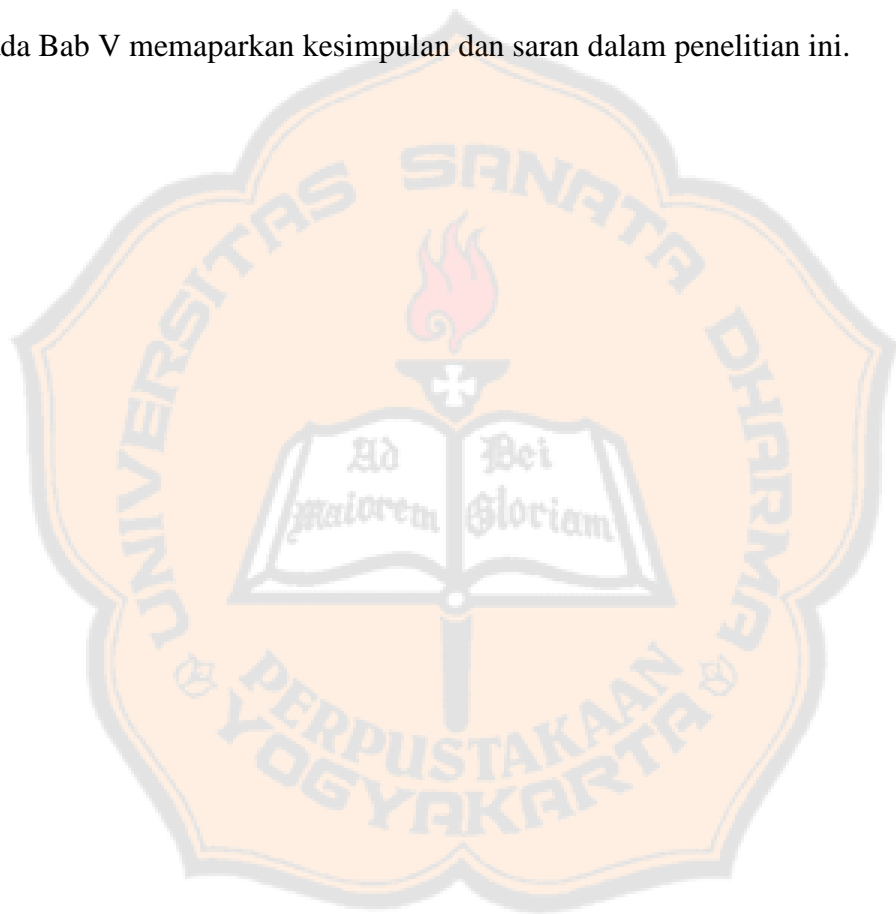 da Bab V memaparkan kesimpulan dan saran dalam penelitian ini.
UNIVERSITAS SANATA DHARMA
Ad Dei
maiorem Gloriam
PERPUSTAKAAN
YOGYAKARTA